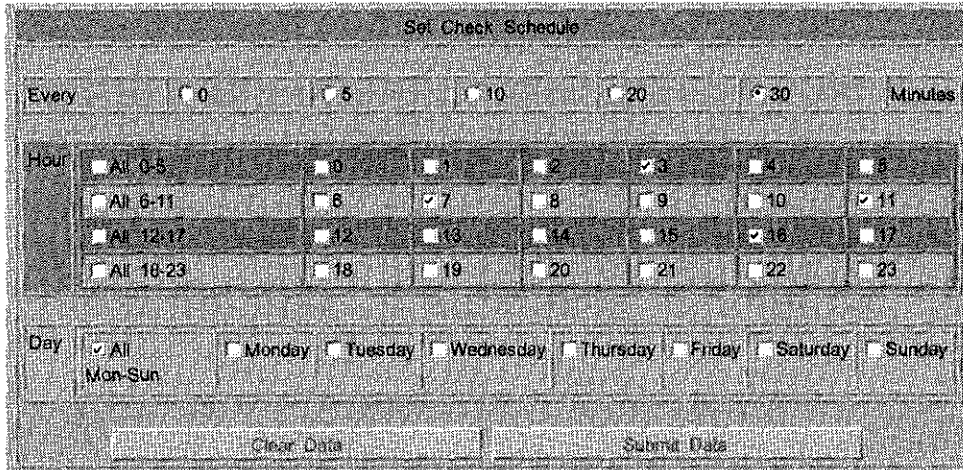 Set Check Schedule
Every 0 5 10 20 30 Minutes
Hour All 0-5 0 1 2 3 4 5
All 6-11 6 7 8 9 10 11
All 12-17 12 13 14 15 16 17
All 18-23 18 19 20 21 22 23
Day All Monday Tuesday Wednesday Thursday Friday Saturday Sunday
Mon-Sun
Clear Data Submit Data